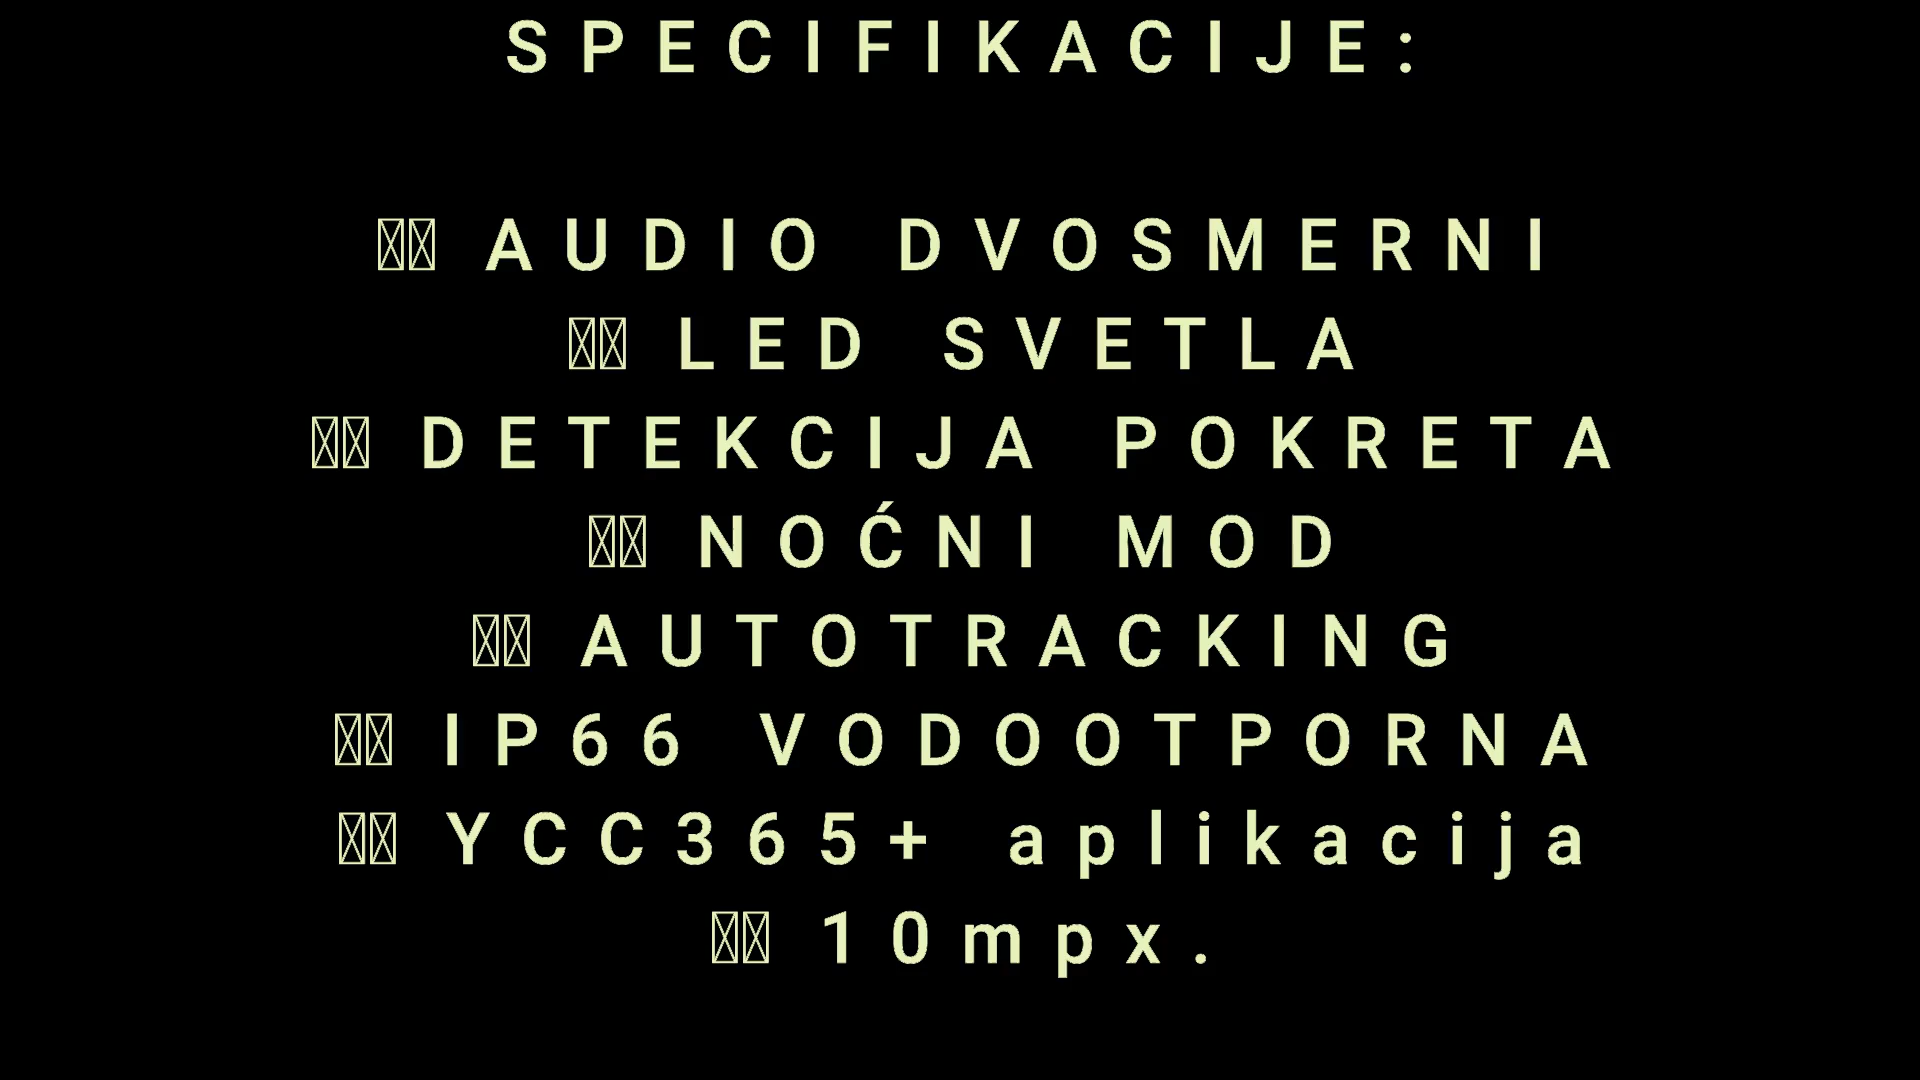 SPECIFIKACIJE:
AUDIO DVOSMERNI
LED SVETLA
DETEKCIJA POKRETA
NOĆNI MOD
AUTOTRACKING
IP66 VODOOTPORNA
YCC365+ aplikacija
10mpx.